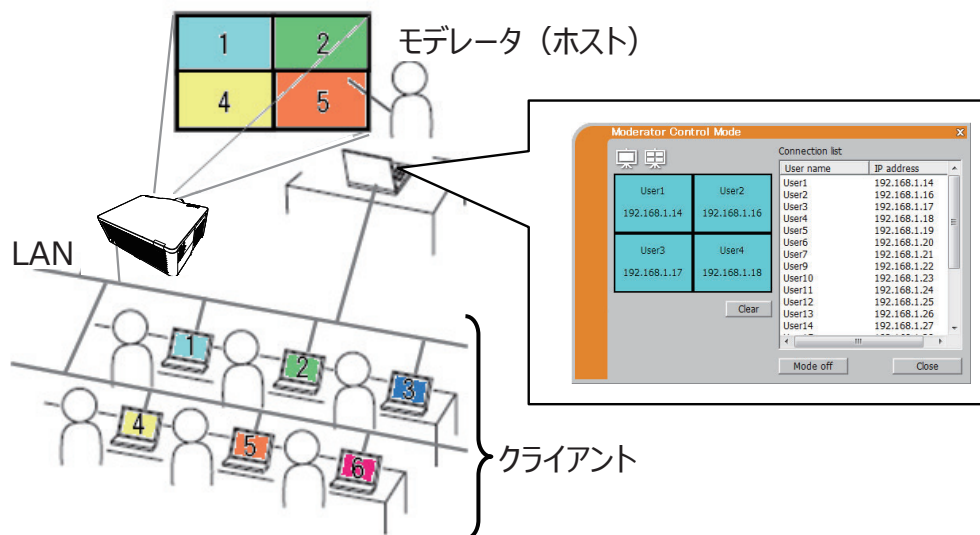 1 2
4 5
モデレータ（ホスト）
LAN
1
2
3
4
5
6
クライアント
Moderator Control Mode x
Connection list
User name IP address
User1 192.168.1.14
User2 192.168.1.16
User3 192.168.1.17
User4 192.168.1.18
User5 192.168.1.19
User6 192.168.1.20
User7 192.168.1.21
User9 192.168.1.22
User10 192.168.1.23
User11 192.168.1.24
User12 192.168.1.25
User13 192.168.1.26
User14 192.168.1.27
User1 User2
192.168.1.14 192.168.1.16
User3 User4
192.168.1.17 192.168.1.18
Clear
Mode off Close